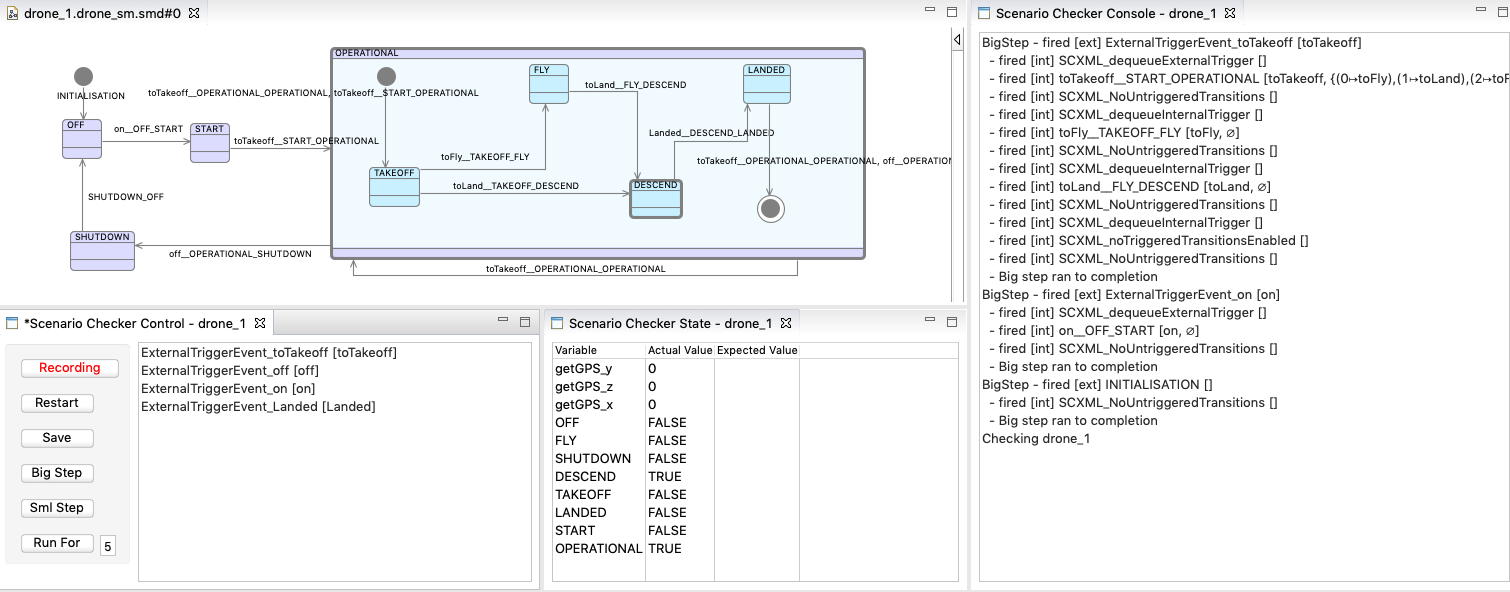 drone_1.drone_sm.smd#0
OPERATIONAL
INITIALISATION
toTakeoff__OPERATIONAL_OPERATIONAL, toTakeoff__START_OPERATIONAL
FLY
LANDED
toLand__FLY_DESCEND
OFF
on__OFF_START
START
toTakeoff__START_OPERATIONAL
Landed__DESCEND_LANDED
toFly__TAKEOFF_FLY
toTakeoff__OPERATIONAL_OPERATIONAL, off__OPERATION
TAKEOFF
toLand__TAKEOFF_DESCEND
DESCEND
SHUTDOWN_OFF
SHUTDOWN
off__OPERATIONAL_SHUTDOWN
toTakeoff__OPERATIONAL_OPERATIONAL
*Scenario Checker Control - drone_1
Recording
Restart
Save
Big Step
Sml Step
Run For 5
ExternalTriggerEvent_toTakeoff [toTakeoff]
ExternalTriggerEvent_off [off]
ExternalTriggerEvent_on [on]
ExternalTriggerEvent_Landed [Landed]
Scenario Checker State - drone_1
Variable Actual Value Expected Value
getGPS_y 0
getGPS_z 0
getGPS_x 0
OFF FALSE
FLY FALSE
SHUTDOWN FALSE
DESCEND TRUE
TAKEOFF FALSE
LANDED FALSE
START FALSE
OPERATIONAL TRUE
Scenario Checker Console - drone_1
BigStep - fired [ext] ExternalTriggerEvent_toTakeoff [toTakeoff]
- fired [int] SCXML_dequeueExternalTrigger []
- fired [int] toTakeoff__START_OPERATIONAL [toTakeoff, {(0↦toFly),(1↦toLand),(2↦toF
- fired [int] SCXML_NoUntriggeredTransitions []
- fired [int] SCXML_dequeueInternalTrigger []
- fired [int] toFly__TAKEOFF_FLY [toFly, ∅]
- fired [int] SCXML_NoUntriggeredTransitions []
- fired [int] SCXML_dequeueInternalTrigger []
- fired [int] toLand__FLY_DESCEND [toLand, ∅]
- fired [int] SCXML_NoUntriggeredTransitions []
- fired [int] SCXML_dequeueInternalTrigger []
- fired [int] SCXML_noTriggeredTransitionsEnabled []
- fired [int] SCXML_NoUntriggeredTransitions []
- Big step ran to completion
BigStep - fired [ext] ExternalTriggerEvent_on [on]
- fired [int] SCXML_dequeueExternalTrigger []
- fired [int] on__OFF_START [on, ∅]
- fired [int] SCXML_NoUntriggeredTransitions []
- Big step ran to completion
BigStep - fired [ext] INITIALISATION []
- fired [int] SCXML_NoUntriggeredTransitions []
- Big step ran to completion
Checking drone_1